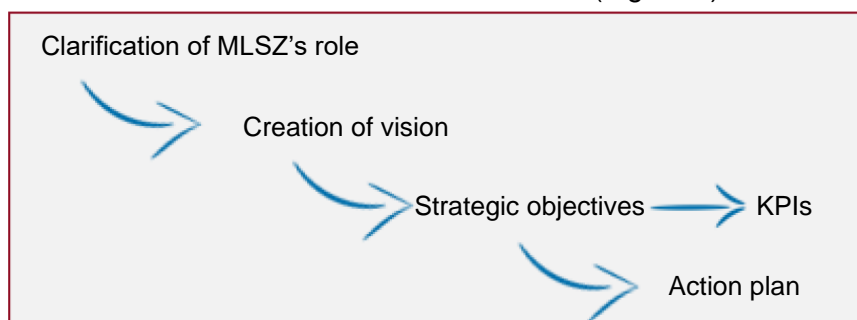 Clarification of MLSZ's role
Creation of vision
Strategic objectives
KPIs
Action plan